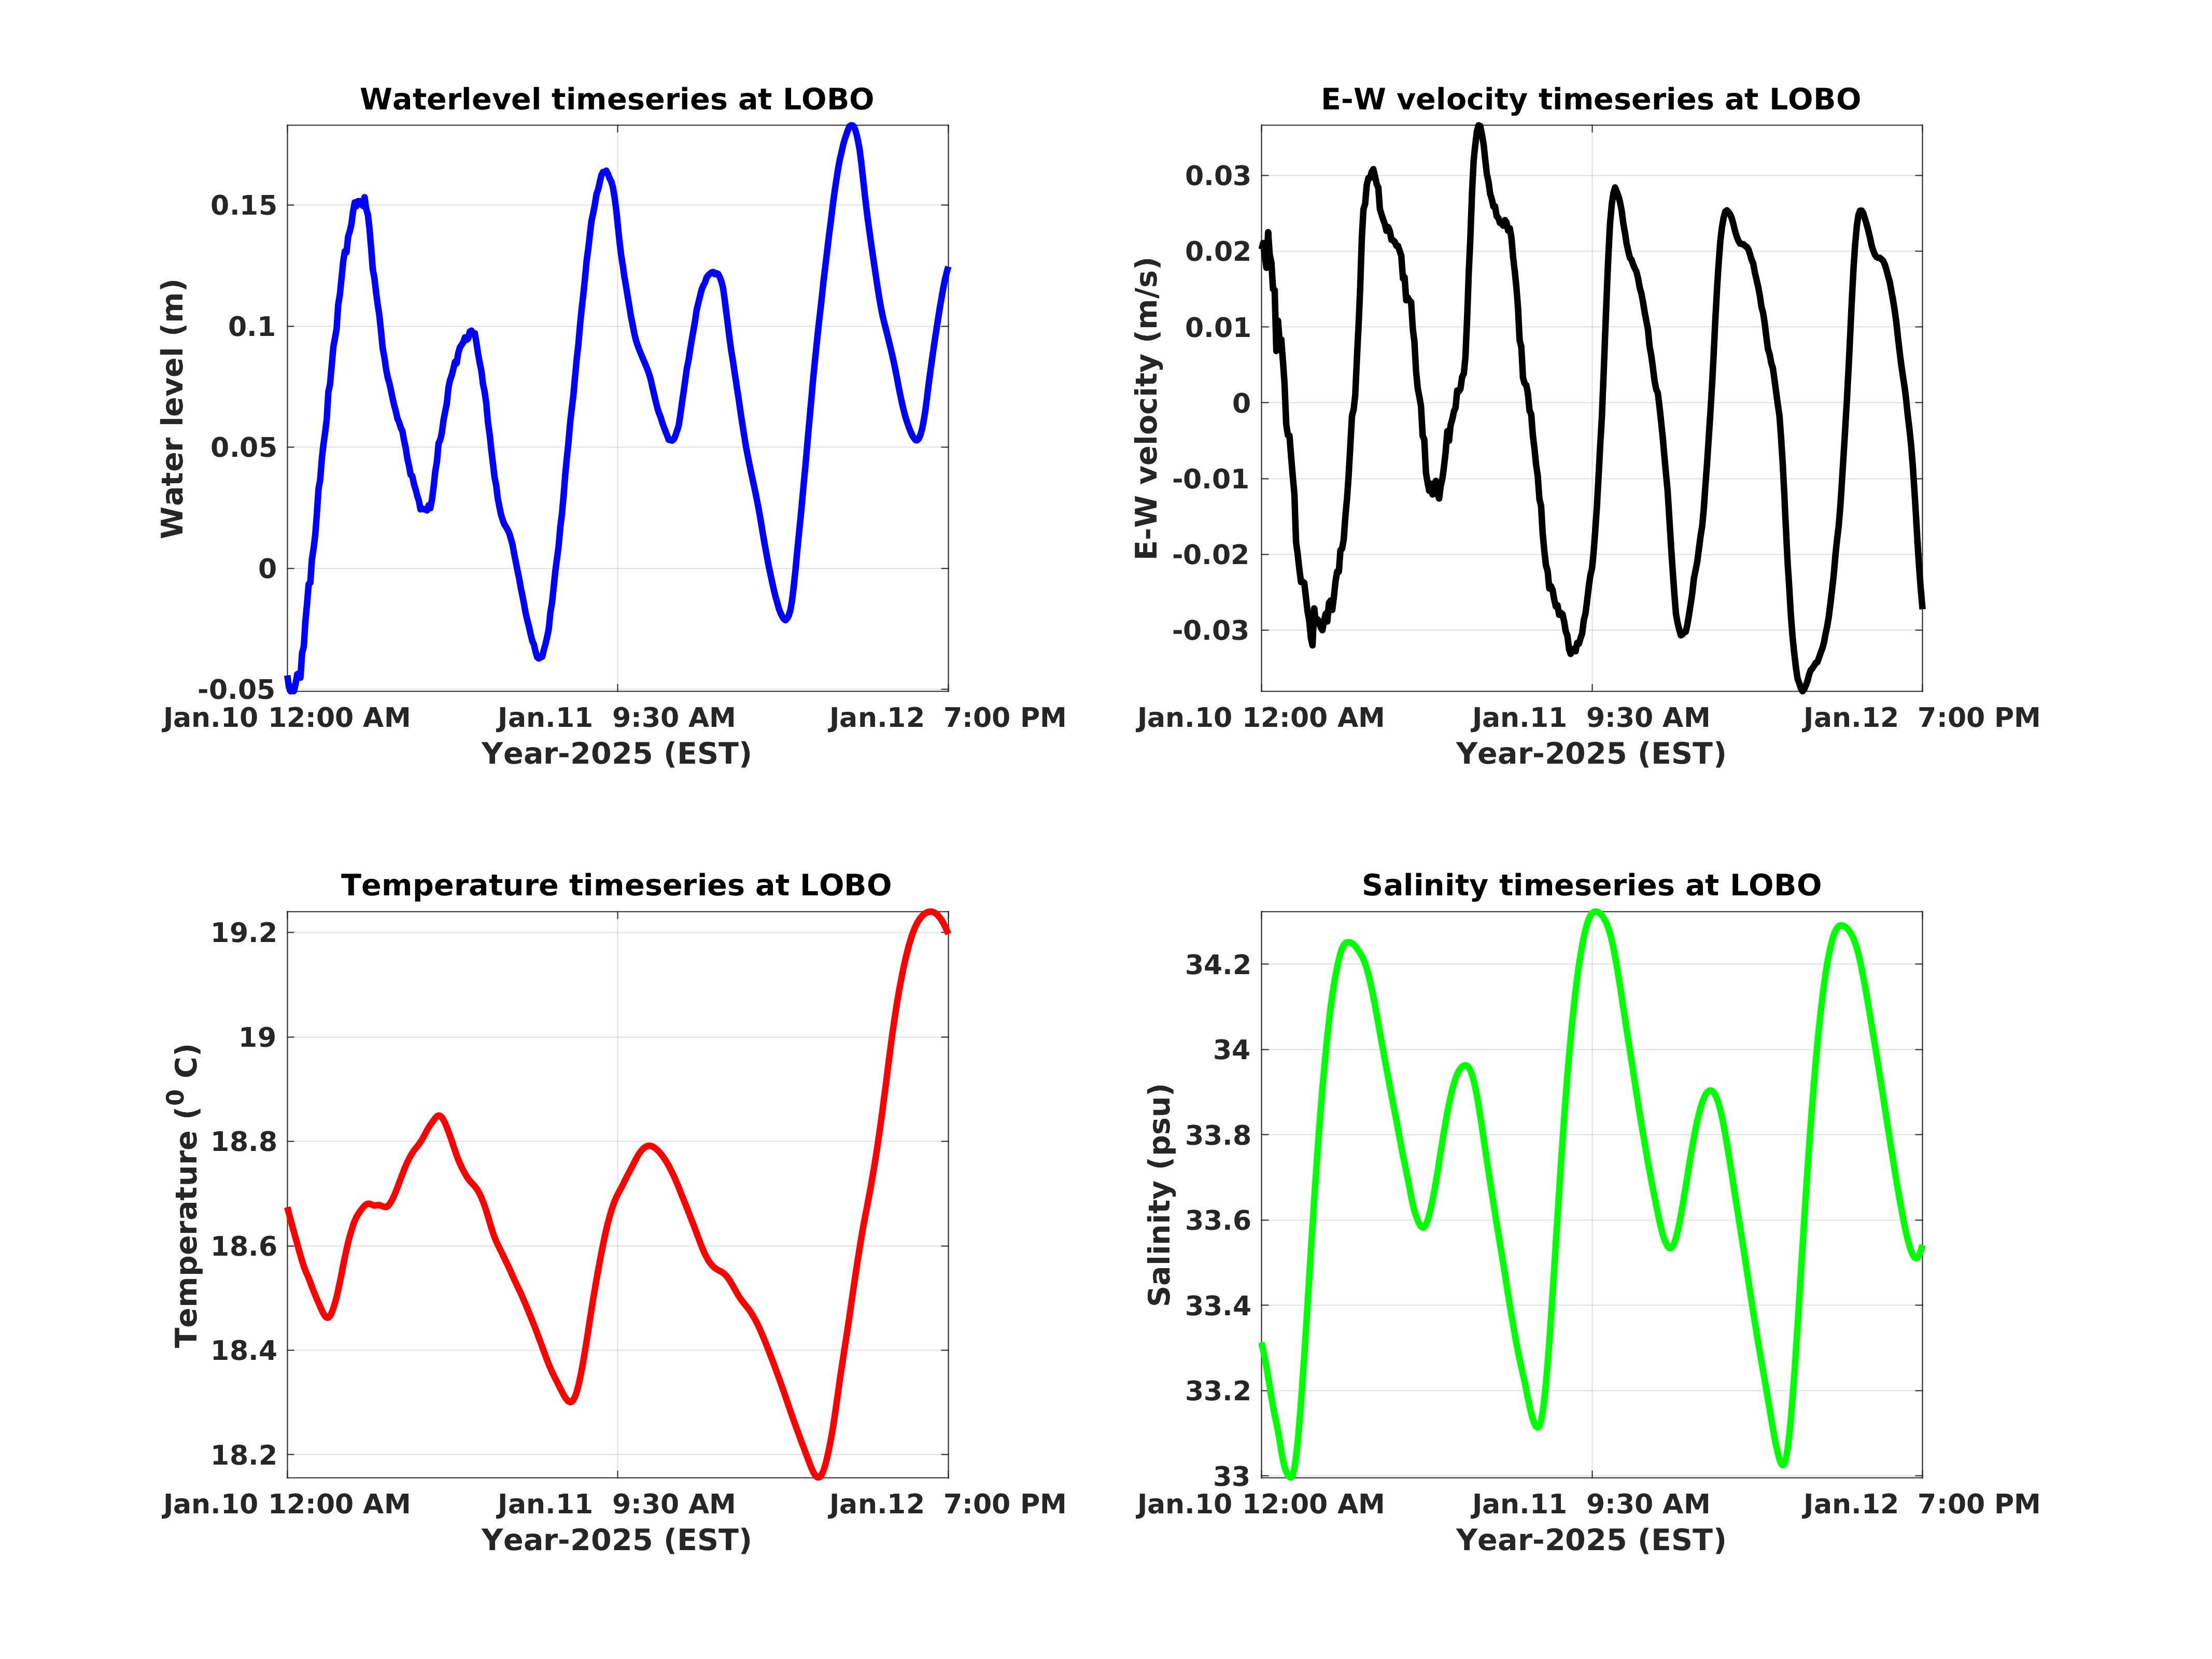 Waterlevel timeseries at LOBO
Water level (m)
0.15
0.1
0.05
0
-0.05
Jan.10 12:00 AM Jan.11 9:30 AM Jan.12 7:00 PM
Year-2025 (EST)
E-W velocity timeseries at LOBO
E-W velocity (m/s)
0.03
0.02
0.01
0
-0.01
-0.02
-0.03
Jan.10 12:00 AM Jan.11 9:30 AM Jan.12 7:00 PM
Year-2025 (EST)
Temperature timeseries at LOBO
Temperature (⁰ C)
19.2
19
18.8
18.6
18.4
18.2
Jan.10 12:00 AM Jan.11 9:30 AM Jan.12 7:00 PM
Year-2025 (EST)
Salinity timeseries at LOBO
Salinity (psu)
34.2
34
33.8
33.6
33.4
33.2
33
Jan.10 12:00 AM Jan.11 9:30 AM Jan.12 7:00 PM
Year-2025 (EST)